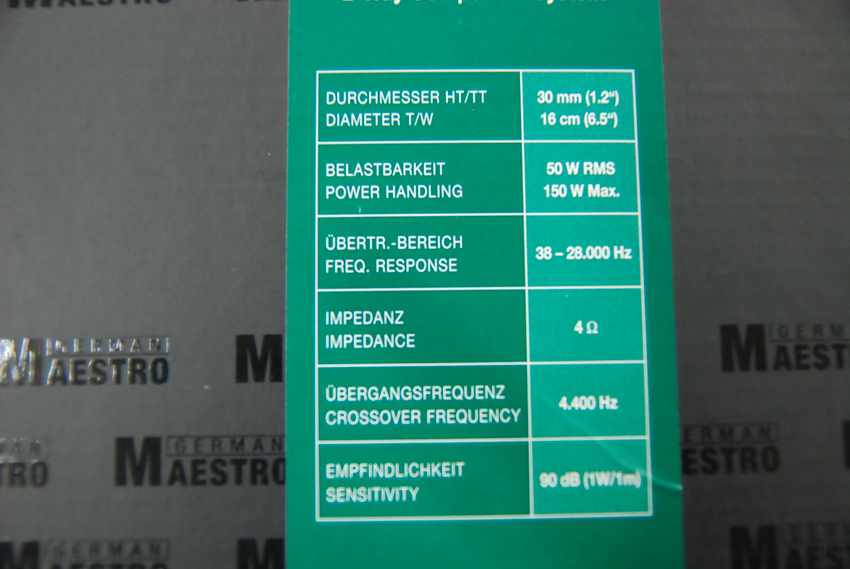 DURCHMESSER HT/TT
DIAMETER T/W
30 mm (1.2“)
16 cm (6.5“)
BELASTBARKEIT
POWER HANDLING
50 W RMS
150 W Max.
ÜBERTR.-BEREICH
FREQ. RESPONSE
38 – 28.000 Hz
IMPEDANZ
IMPEDANCE
4 Ω
ÜBERGANGSFREQUENZ
CROSSOVER FREQUENCY
4.400 Hz
EMPFINDLICHKEIT
SENSITIVITY
90 dB (1W/1m)
GERMAN
MAESTRO
GERMAN
MAESTRO